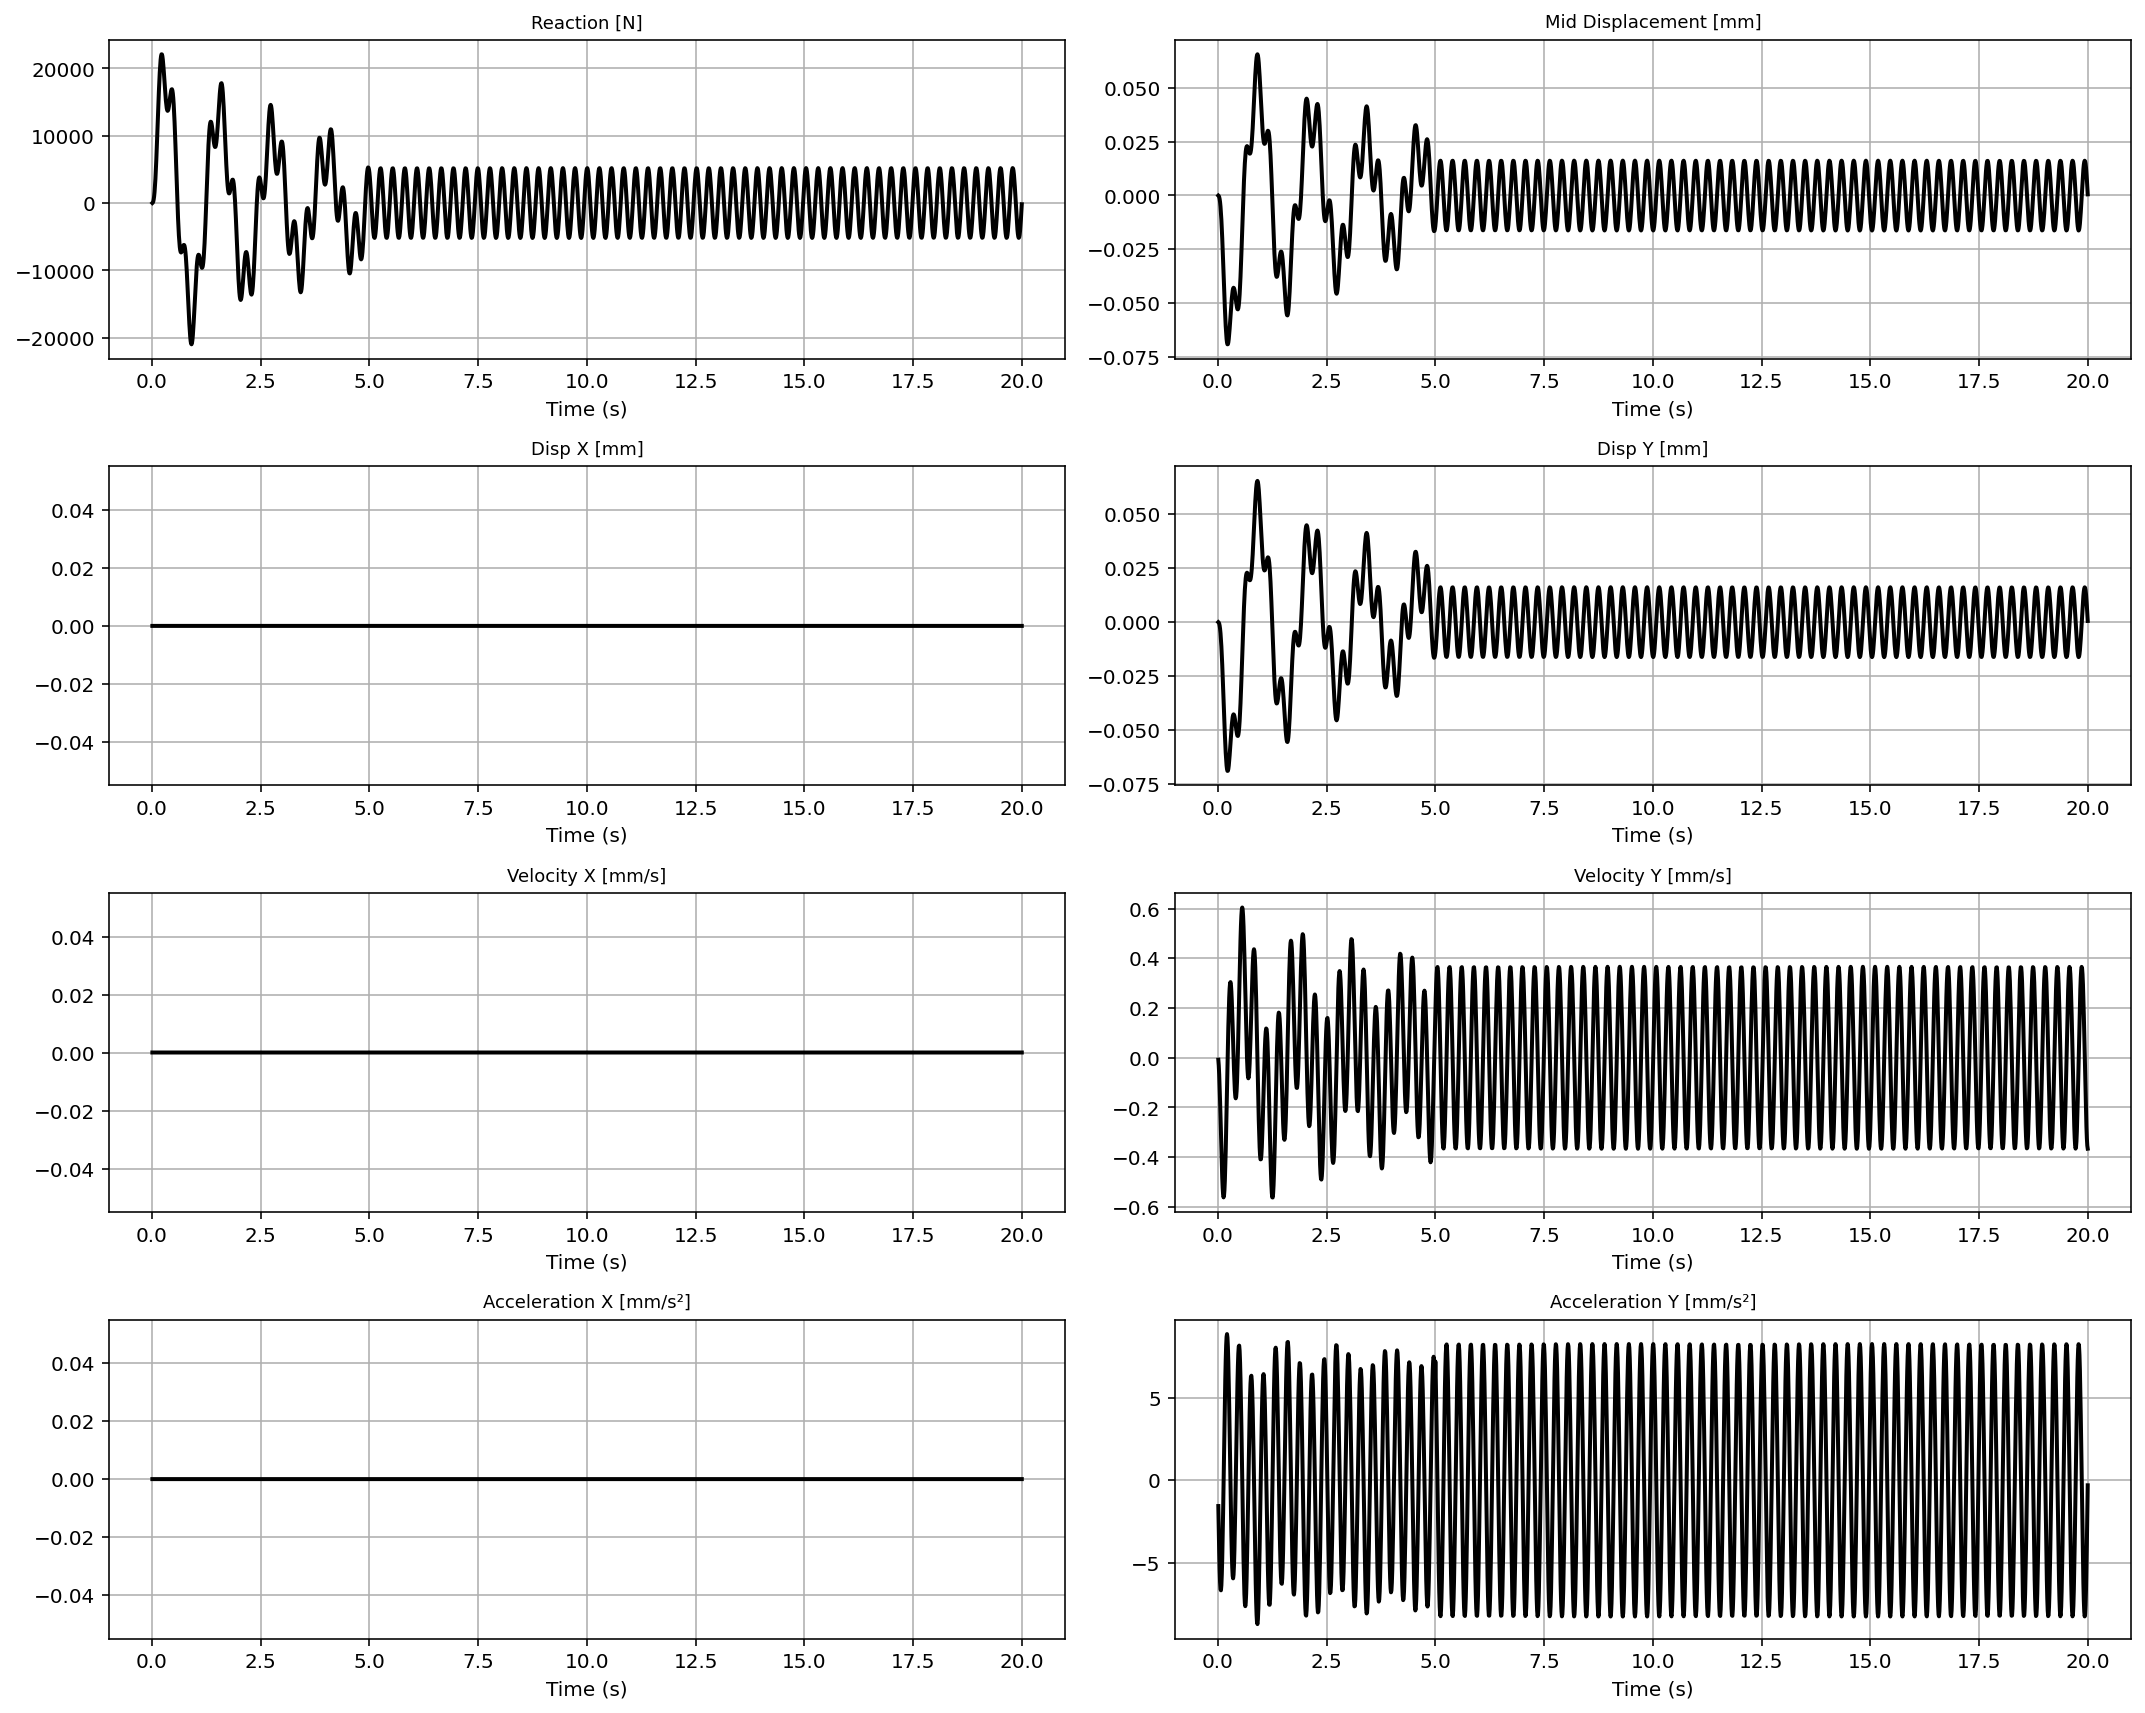 Reaction [N]
20000
10000
0
−10000
−20000
0.0 2.5 5.0 7.5 10.0 12.5 15.0 17.5 20.0
Time (s)
Mid Displacement [mm]
0.050
0.025
0.000
−0.025
−0.050
−0.075
0.0 2.5 5.0 7.5 10.0 12.5 15.0 17.5 20.0
Time (s)
Disp X [mm]
0.04
0.02
0.00
−0.02
−0.04
0.0 2.5 5.0 7.5 10.0 12.5 15.0 17.5 20.0
Time (s)
Disp Y [mm]
0.050
0.025
0.000
−0.025
−0.050
−0.075
0.0 2.5 5.0 7.5 10.0 12.5 15.0 17.5 20.0
Time (s)
Velocity X [mm/s]
0.04
0.02
0.00
−0.02
−0.04
0.0 2.5 5.0 7.5 10.0 12.5 15.0 17.5 20.0
Time (s)
Velocity Y [mm/s]
0.6
0.4
0.2
0.0
−0.2
−0.4
−0.6
0.0 2.5 5.0 7.5 10.0 12.5 15.0 17.5 20.0
Time (s)
Acceleration X [mm/s²]
0.04
0.02
0.00
−0.02
−0.04
0.0 2.5 5.0 7.5 10.0 12.5 15.0 17.5 20.0
Time (s)
Acceleration Y [mm/s²]
5
0
−5
0.0 2.5 5.0 7.5 10.0 12.5 15.0 17.5 20.0
Time (s)